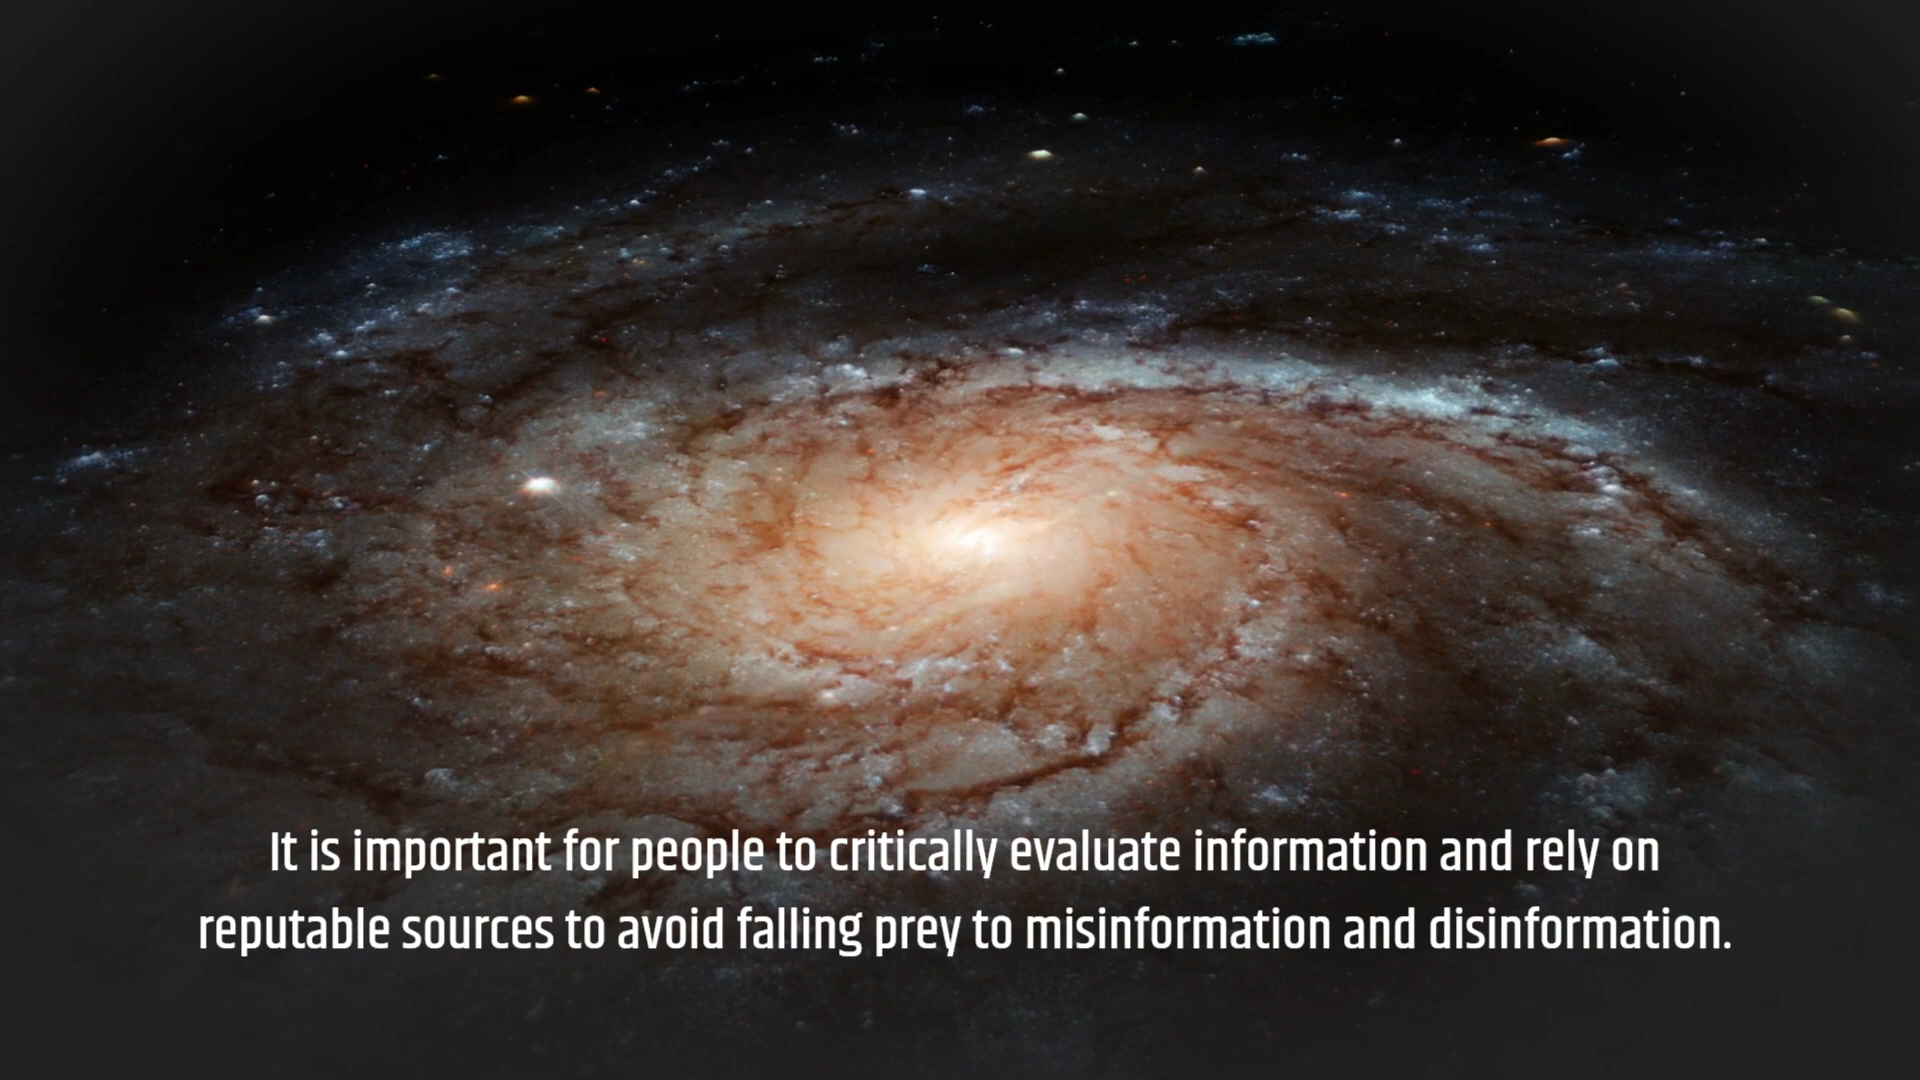 It is important for people to critically evaluate information and rely on
reputable sources to avoid falling prey to misinformation and disinformation.